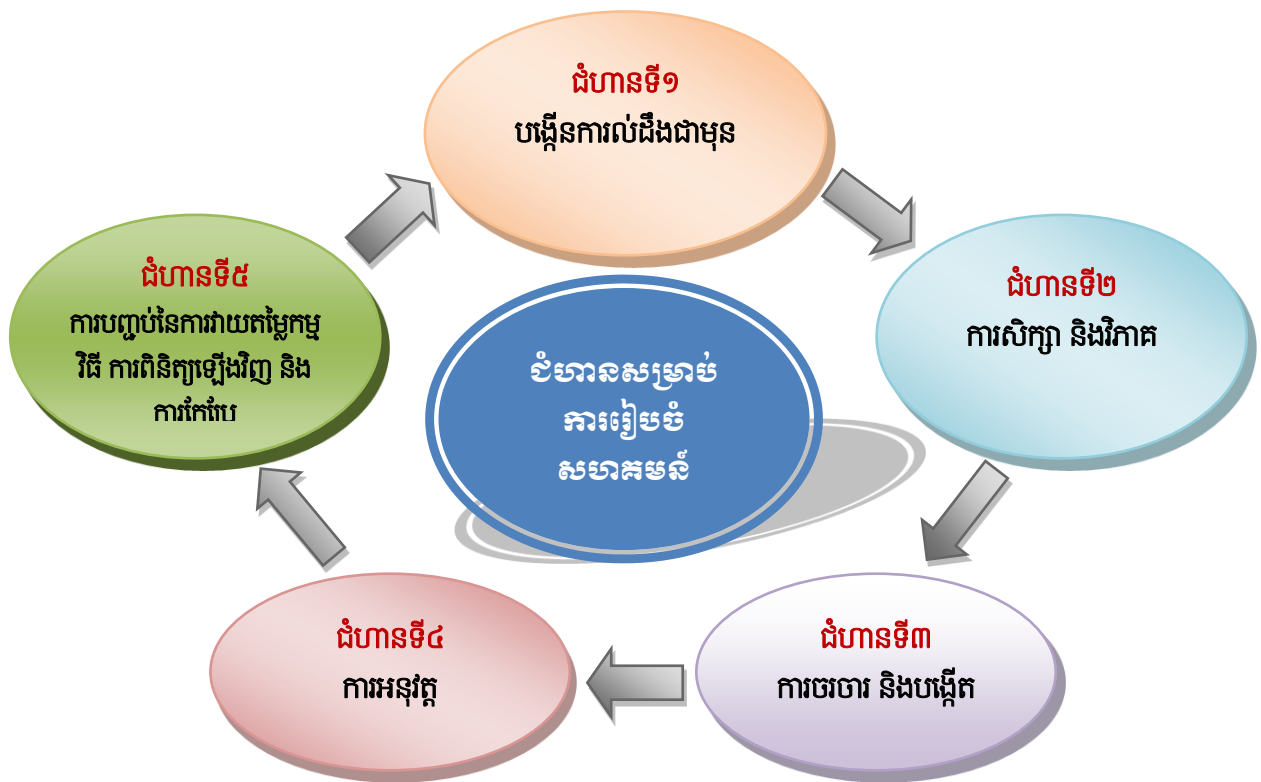 ជំហានទី១
បង្កើនការល់ដឹងជាមុន
ជំហានទី២
ការសិក្សា និងវិភាគ
ជំហានទី៣
ការចរចារ និងបង្កើត
ជំហានទី៤
ការអនុវត្ត
ជំហានទី៥
ការបញ្ចប់នៃការវាយតម្លៃកម្ម
វិធី ការពិនិត្យឡើងវិញ និង
ការកែបែ
ជំហានសម្រាប់
ការរៀបចំ
សហគមន៍